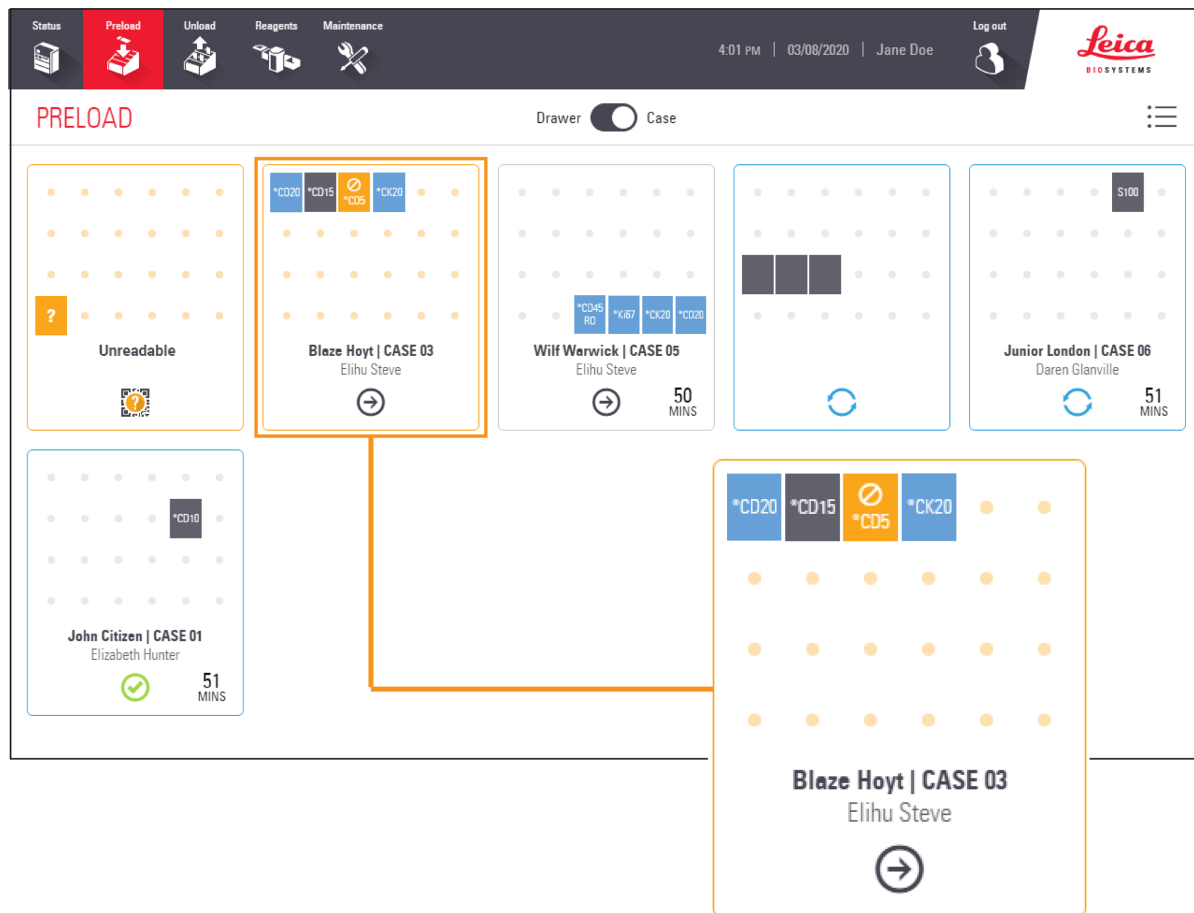 Status Preload Unload Reagents Maintenance
4:01 PM | 03/08/2020 | Jane Doe
Log out
Leica
BIOSYSTEMS
PRELOAD
Drawer Case
?
Unreadable
?
*CD20 *CD15 *CD5 *CK20
Blaze Hoyt | CASE 03
Elihu Steve
*CD45
RO *Ki67 *CK20 *CD20
Wilf Warwick | CASE 05
Elihu Steve
50
MINS
S100
Junior London | CASE 06
Daren Glanville
51
MINS
*CD10
John Citizen | CASE 01
Elizabeth Hunter
51
MINS
*CD20 *CD15 *CD5 *CK20
Blaze Hoyt | CASE 03
Elihu Steve